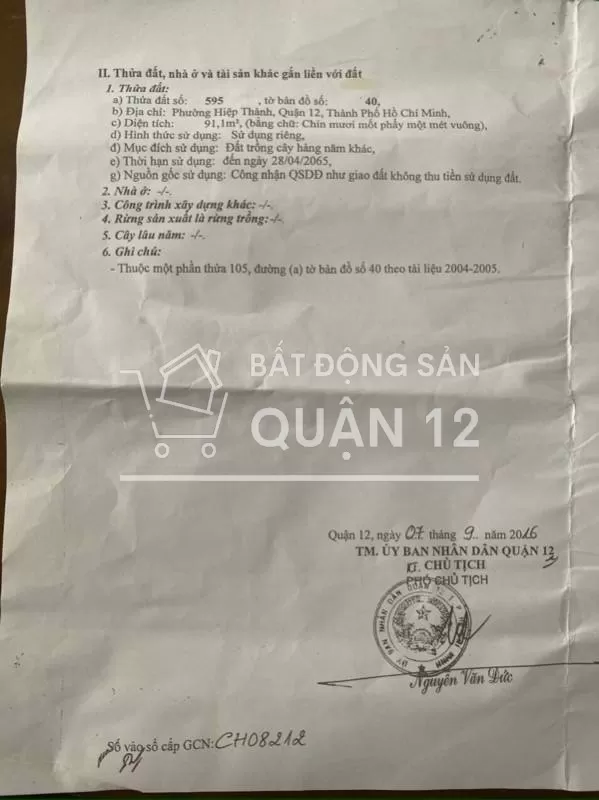 II. Thửa đất, nhà ở và tài sản khác gắn liền với đất
1. Thửa đất:
a) Thửa đất số: 595 , tờ bản đồ số: 40,
b) Địa chỉ: Phường Hiệp Thành, Quận 12, Thành Phố Hồ Chí Minh,
c) Diện tích: 91,1m², (bằng chữ: Chín mươi mốt phẩy một mét vuông),
d) Hình thức sử dụng: Sử dụng riêng,
đ) Mục đích sử dụng: Đất trồng cây hàng năm khác,
e) Thời hạn sử dụng: đến ngày 28/04/2065,
g) Nguồn gốc sử dụng: Công nhận QSDĐ như giao đất không thu tiền sử dụng đất.
2. Nhà ở: -/-.
3. Công trình xây dựng khác: -/-.
4. Rừng sản xuất là rừng trồng: -/-.
5. Cây lâu năm: -/-.
6. Ghi chú:
- Thuộc một phần thửa 105, đường (a) tờ bản đồ số 40 theo tài liệu 2004-2005.
BẤT ĐỘNG SẢN
QUẬN 12
Quận 12, ngày 07 tháng 9 năm 2016
TM. ỦY BAN NHÂN DÂN QUẬN 12
KT. CHỦ TỊCH
PHÓ CHỦ TỊCH
Nguyễn Văn Đức
Số vào sổ cấp GCN: CH08212